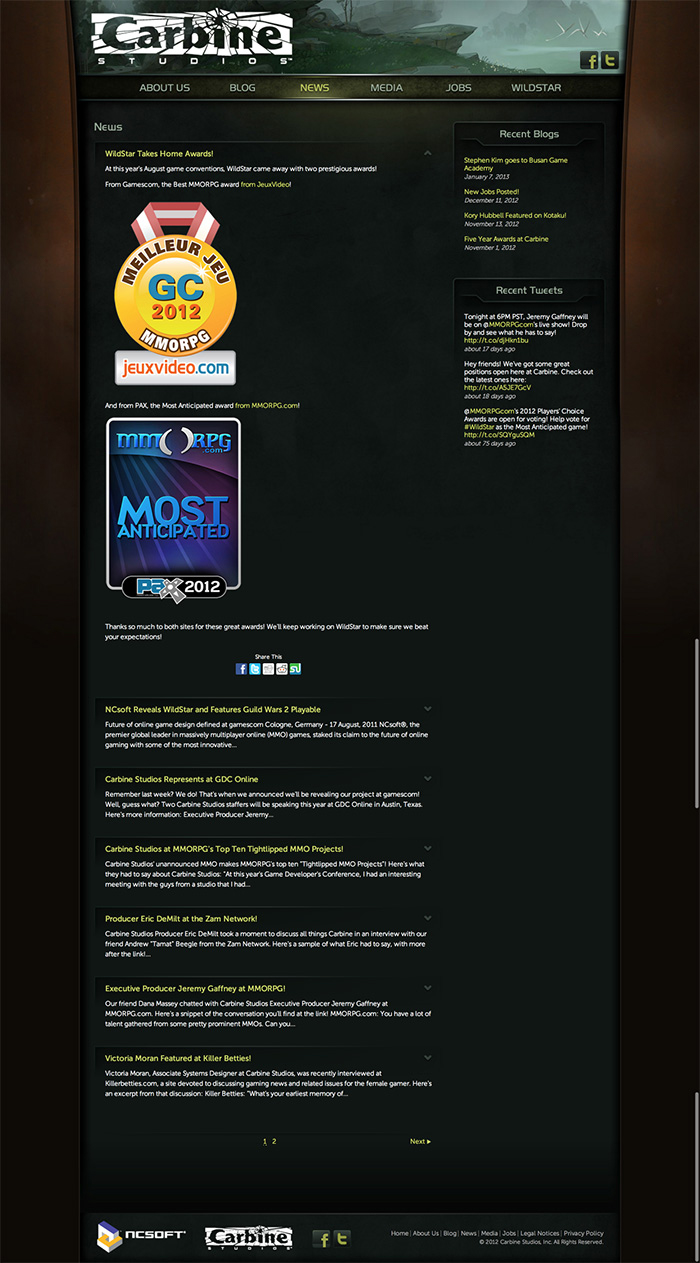 Carbine
STUDIOS™
ABOUT US BLOG NEWS MEDIA JOBS WILDSTAR
News
WildStar Takes Home Awards!
At this year's August game conventions, WildStar came away with two prestigious awards!
From Gamescom, the Best MMORPG award from JeuxVideo!
MEILLEUR JEU
GC
2012
MMORPG
jeuxvideo.com
And from PAX, the Most Anticipated award from MMORPG.com!
MMORPG
.com
MOST
ANTICIPATED
PAX 2012
Thanks so much to both sites for these great awards! We'll keep working on WildStar to make sure we beat
your expectations!
Share This
NCsoft Reveals WildStar and Features Guild Wars 2 Playable
Future of online game design defined at gamescom Cologne, Germany - 17 August, 2011 NCsoft®, the
premier global leader in massively multiplayer online (MMO) games, staked its claim to the future of online
gaming with some of the most innovative...
Carbine Studios Represents at GDC Online
Remember last week? We do! That's when we announced we'll be revealing our project at gamescom!
Well, guess what? Two Carbine Studios staffers will be speaking this year at GDC Online in Austin, Texas.
Here's more information: Executive Producer Jeremy...
Carbine Studios at MMORPG's Top Ten Tightlipped MMO Projects!
Carbine Studios' unannounced MMO makes MMORPG's top ten "Tightlipped MMO Projects"! Here's what
they had to say about Carbine Studios: "At this year's Game Developer's Conference, I had an interesting
meeting with the guys from a studio that I had...
Producer Eric DeMilt at the Zam Network!
Carbine Studios Producer Eric DeMilt took a moment to discuss all things Carbine in an interview with our
friend Andrew "Tamat" Beegle from the Zam Network. Here's a sample of what Eric had to say, with more
after the link!...
Executive Producer Jeremy Gaffney at MMORPG!
Our friend Dana Massey chatted with Carbine Studios Executive Producer Jeremy Gaffney at
MMORPG.com. Here's a snippet of the conversation you'll find at the link! MMORPG.com: You have a lot of
talent gathered from some pretty prominent MMOs. Can you...
Victoria Moran Featured at Killer Betties!
Victoria Moran, Associate Systems Designer at Carbine Studios, was recently interviewed at
Killerbetties.com, a site devoted to discussing gaming news and related issues for the female gamer. Here's
an excerpt from that discussion: Killer Betties: "What's your earliest memory of...
1 2 Next ▸
Recent Blogs
Stephen Kim goes to Busan Game
Academy
January 7, 2013
New Jobs Posted!
December 11, 2012
Kory Hubbell Featured on Kotaku!
November 13, 2012
Five Year Awards at Carbine
November 1, 2012
Recent Tweets
Tonight at 6PM PST, Jeremy Gaffney will
be on @MMORPGcom's live show! Drop
by and see what he has to say!
http://t.co/djHkn1bu
about 17 days ago
Hey friends! We've got some great
positions open here at Carbine. Check out
the latest ones here:
http://t.co/A5JE7GcV
about 18 days ago
@MMORPGcom's 2012 Players' Choice
Awards are open for voting! Help vote for
#WildStar as the Most Anticipated game!
http://t.co/SQYguSQM
about 75 days ago
NCSOFT®
Carbine
STUDIOS™
Home | About Us | Blog | News | Media | Jobs | Legal Notices | Privacy Policy
© 2012 Carbine Studios, Inc. All Rights Reserved.